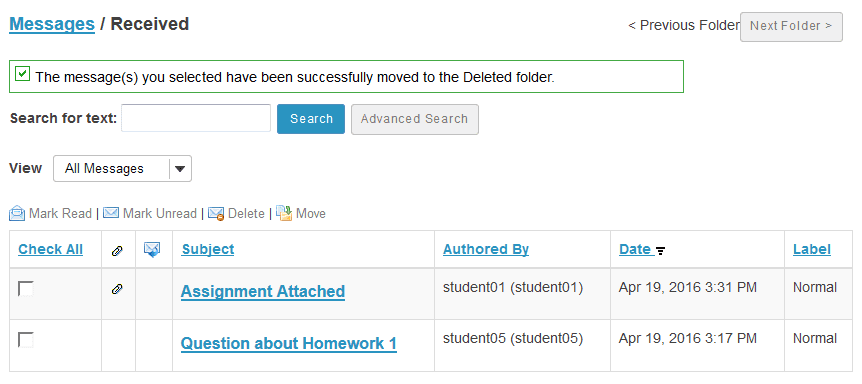 Messages / Received
< Previous Folder Next Folder >
The message(s) you selected have been successfully moved to the Deleted folder.
Search for text: Search Advanced Search
View All Messages
Mark Read | Mark Unread | Delete | Move
Check All Subject Authored By Date Label
Assignment Attached student01 (student01) Apr 19, 2016 3:31 PM Normal
Question about Homework 1 student05 (student05) Apr 19, 2016 3:17 PM Normal